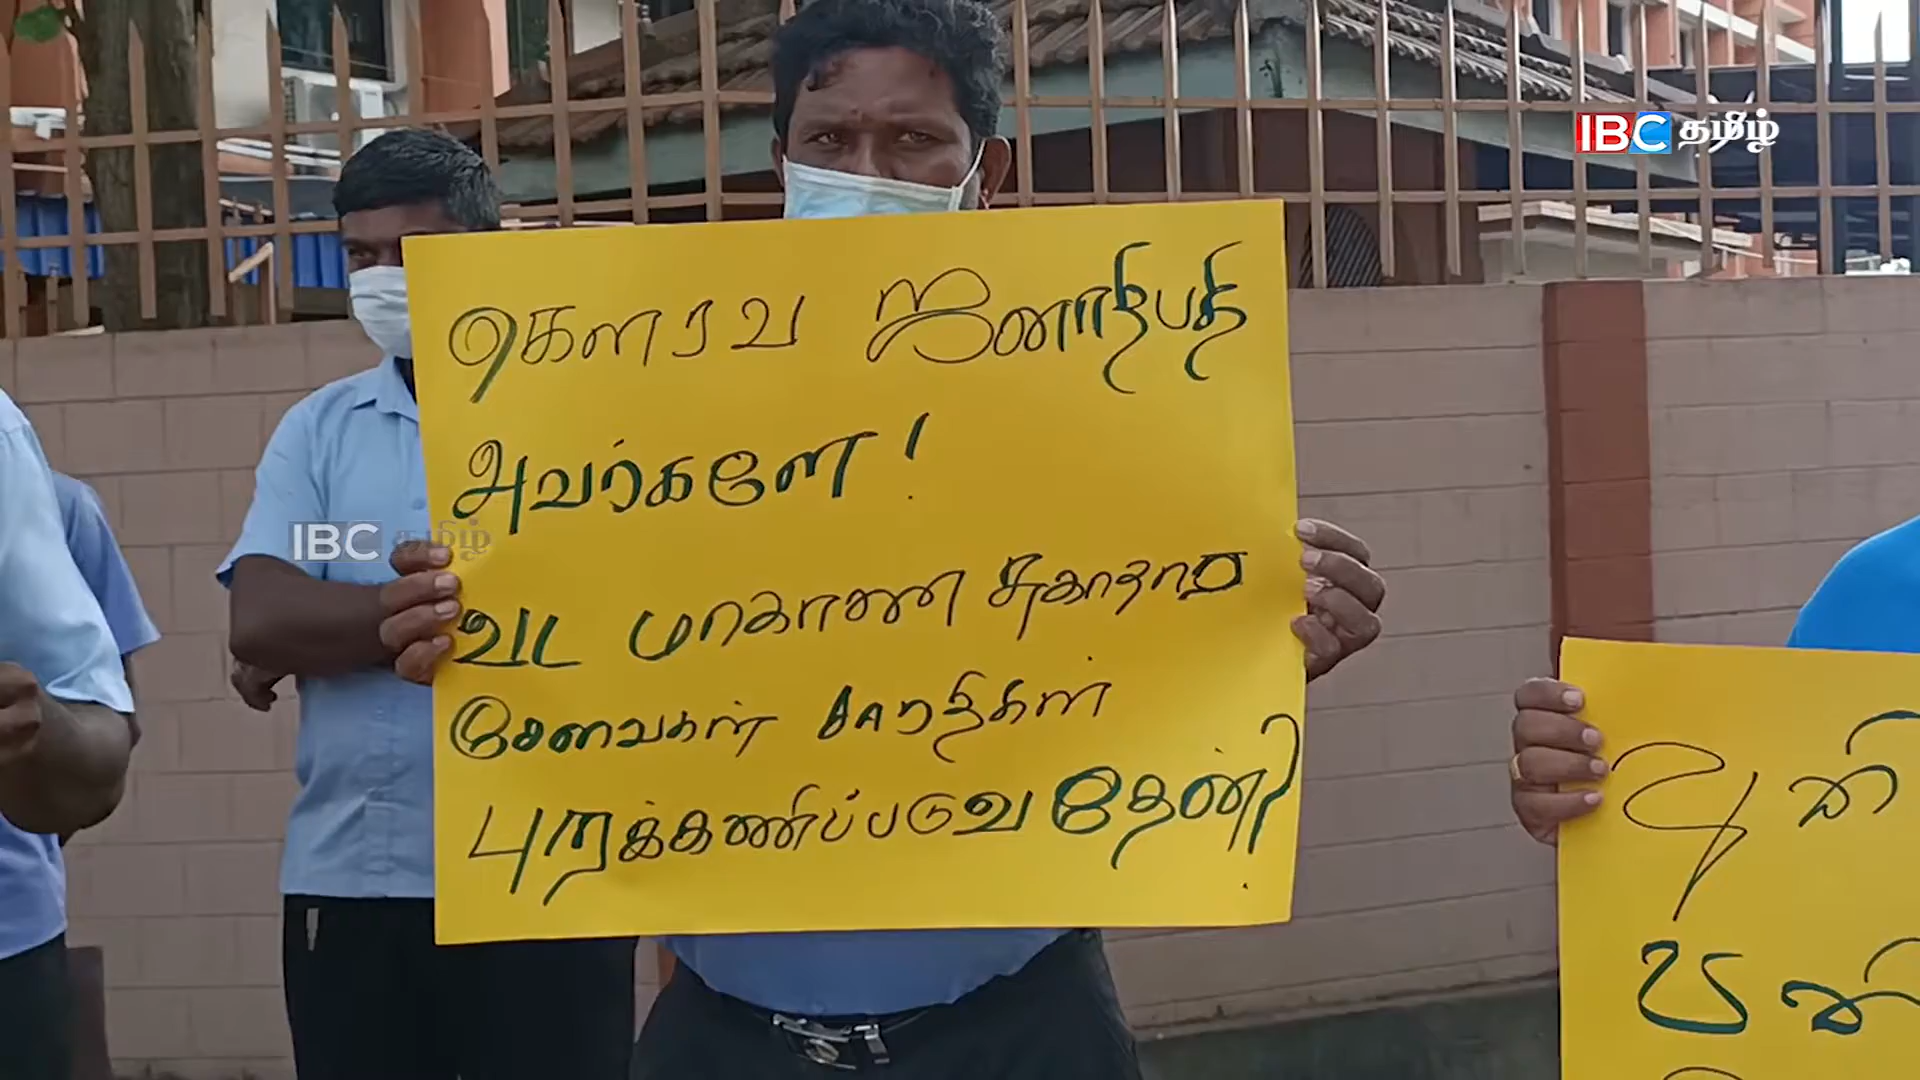 IBC தமிழ்
கௌரவ ஜனாதிபதி
அவர்களே!
IBC தமிழ்
வட மாகாண சுகாதார
சேவைகள் சாரதிகள்
புறக்கணிப்படுவதேன்?